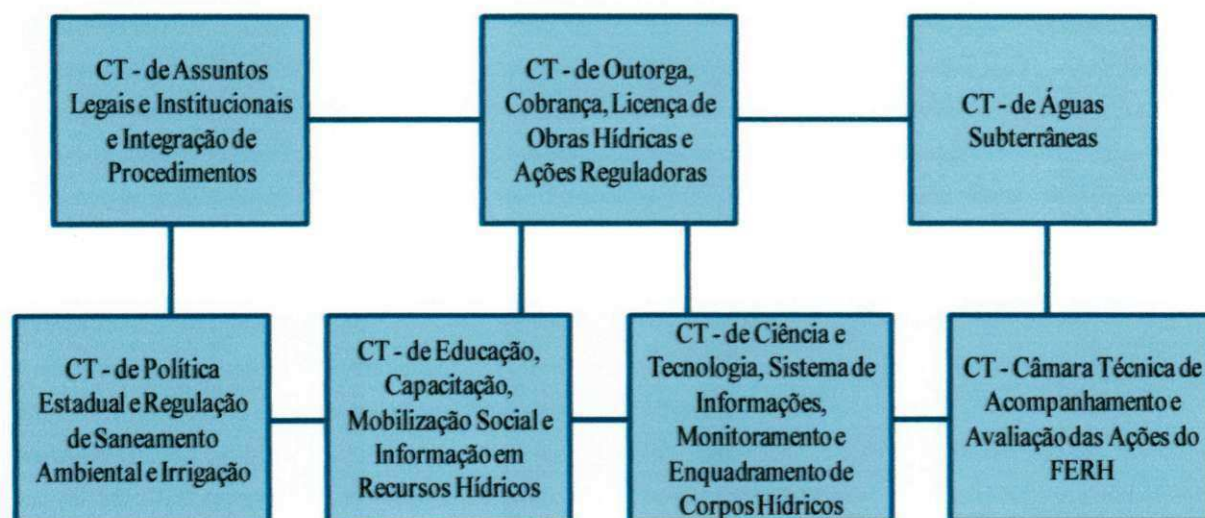 CT - de Assuntos
Legais e Institucionais
e Integração de
Procedimentos
CT - de Outorga,
Cobrança, Licença de
Obras Hídricas e
Ações Reguladoras
CT - de Águas
Subterrâneas
CT - de Política
Estadual e Regulação
de Saneamento
Ambiental e Irrigação
CT - de Educação,
Capacitação,
Mobilização Social e
Informação em
Recursos Hídricos
CT - de Ciência e
Tecnologia, Sistema de
Informações,
Monitoramento e
Enquadramento de
Corpos Hídricos
CT - Câmara Técnica de
Acompanhamento e
Avaliação das Ações do
FERH